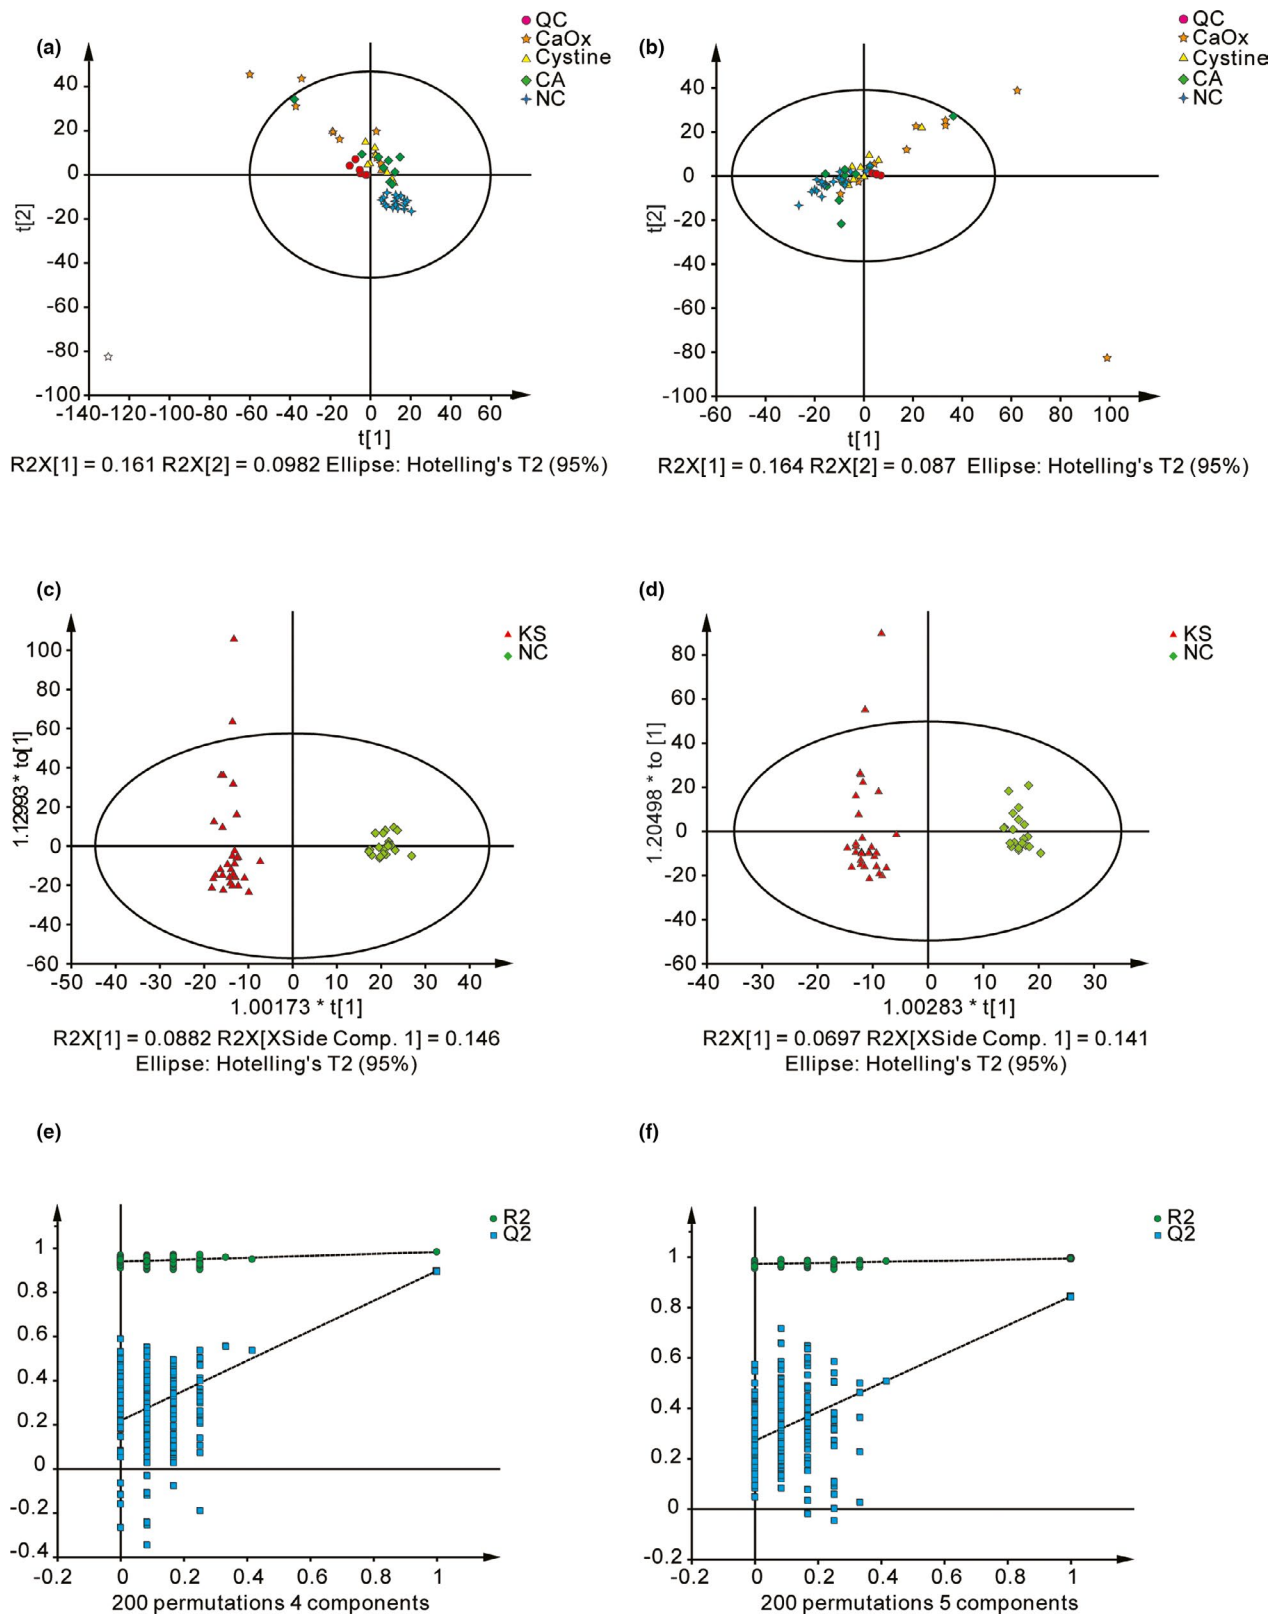 (a)
QC
CaOx
Cystine
CA
NC
40
20
0
-20
-40
-60
-80
-100
t[2]
-140-120 -100 -80 -60 -40 -20 0 20 40 60
t[1]
R2X[1] = 0.161 R2X[2] = 0.0982 Ellipse: Hotelling's T2 (95%)
(b)
QC
CaOx
Cystine
CA
NC
40
20
0
-20
-40
-60
-80
-100
t[2]
-60 -40 -20 0 20 40 60 80 100
t[1]
R2X[1] = 0.164 R2X[2] = 0.087 Ellipse: Hotelling's T2 (95%)
(c)
KS
NC
100
80
60
40
20
0
-20
-40
-60
1.12993 * to[1]
-50 -40 -30 -20 -10 0 10 20 30 40
1.00173 * t[1]
R2X[1] = 0.0882 R2X[XSide Comp. 1] = 0.146
Ellipse: Hotelling's T2 (95%)
(d)
KS
NC
80
60
40
20
0
-20
-40
-60
1.20498 * to [1]
-40 -30 -20 -10 0 10 20 30
1.00283 * t[1]
R2X[1] = 0.0697 R2X[XSide Comp. 1] = 0.141
Ellipse: Hotelling's T2 (95%)
(e)
R2
Q2
1
0.8
0.6
0.4
0.2
0
-0.2
-0.4
-0.2 0 0.2 0.4 0.6 0.8 1
200 permutations 4 components
(f)
R2
Q2
1
0.8
0.6
0.4
0.2
0
-0.2
-0.2 0 0.2 0.4 0.6 0.8 1
200 permutations 5 components